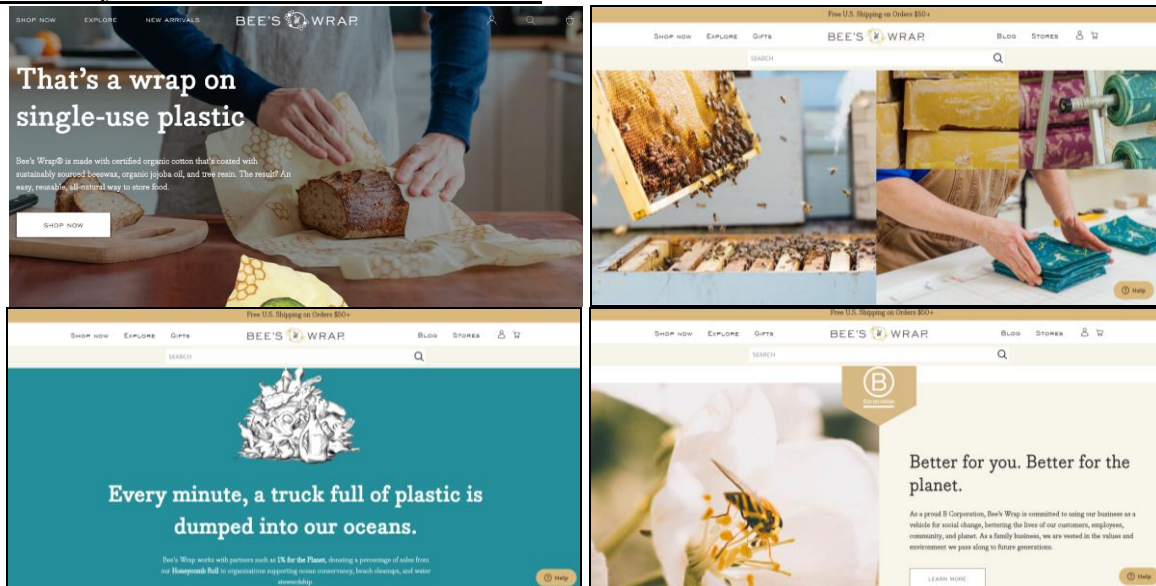 SHOP NOW EXPLORE NEW ARRIVALS BEE'S WRAP
That's a wrap on
single-use plastic
Bee's Wrap® is made with certified organic cotton that's coated with
sustainably sourced beeswax, organic jojoba oil, and tree resin. The result? An
easy, reusable, all-natural way to store food.
SHOP NOW
Free U.S. Shipping on Orders $50+
SHOP NOW EXPLORE GIFTS BEE'S WRAP BLOG STORES
SEARCH
Help
Free U.S. Shipping on Orders $50+
SHOP NOW EXPLORE GIFTS BEE'S WRAP BLOG STORES
SEARCH
Every minute, a truck full of plastic is
dumped into our oceans.
Bee's Wrap works with partners such as 1% for the Planet, donating a percentage of sales from
our Honeycomb Roll to organizations supporting ocean conservancy, beach cleanups, and water
stewardship.
Help
Free U.S. Shipping on Orders $50+
SHOP NOW EXPLORE GIFTS BEE'S WRAP BLOG STORES
SEARCH
B
Corporation
Better for you. Better for the
planet.
As a proud B Corporation, Bee's Wrap is committed to using our business as a
vehicle for social change, bettering the lives of our customers, employees,
community, and planet. As a family business, we are vested in the values and
environment we pass along to future generations.
LEARN MORE
Help